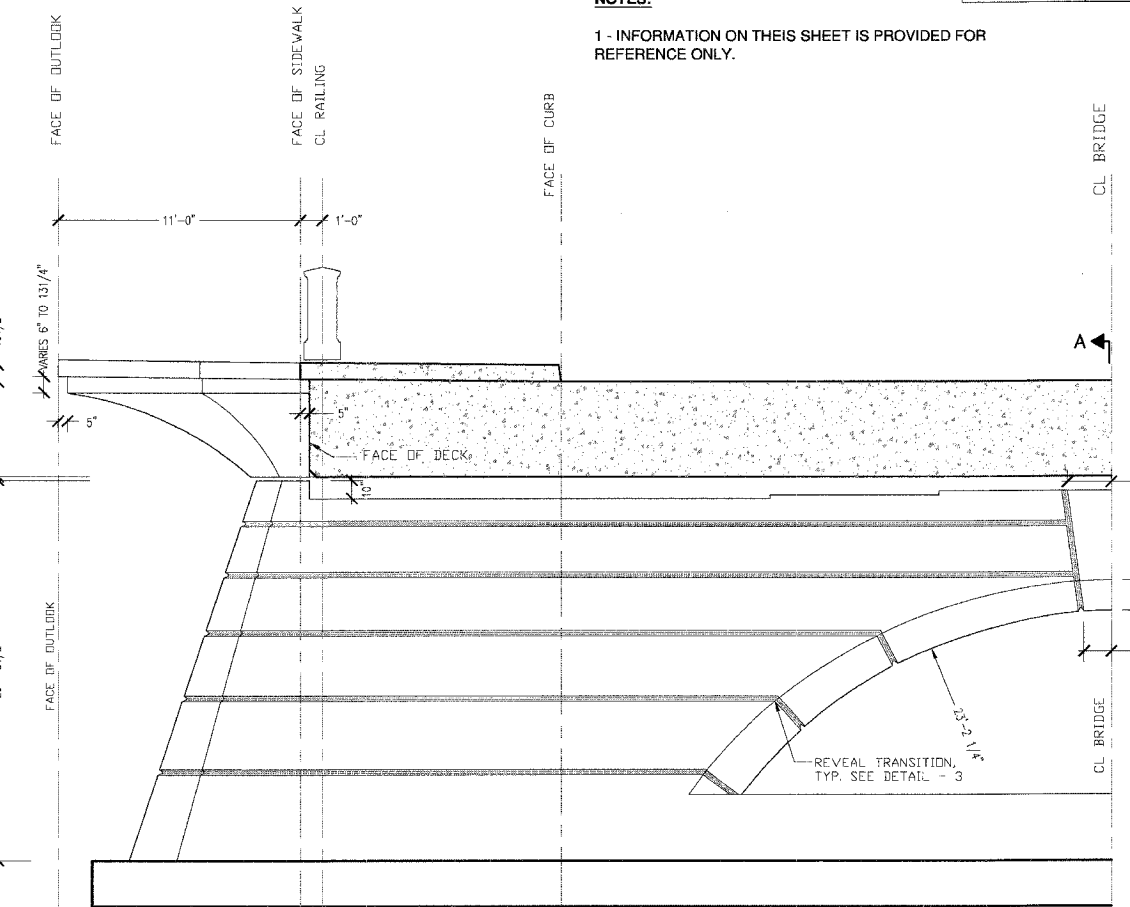 NOTES:
1 - INFORMATION ON THEIS SHEET IS PROVIDED FOR
REFERENCE ONLY.
FACE OF OUTLOOK
FACE OF SIDEWALK
CL RAILING
FACE OF CURB
CL BRIDGE
11'-0"
1'-0"
VARIES 6" TO 131/4"
A
5"
5"
FACE OF DECK
10"
FACE OF OUTLOOK
23'-2 1/4"
REVEAL TRANSITION,
TYP. SEE DETAIL - 3
CL BRIDGE